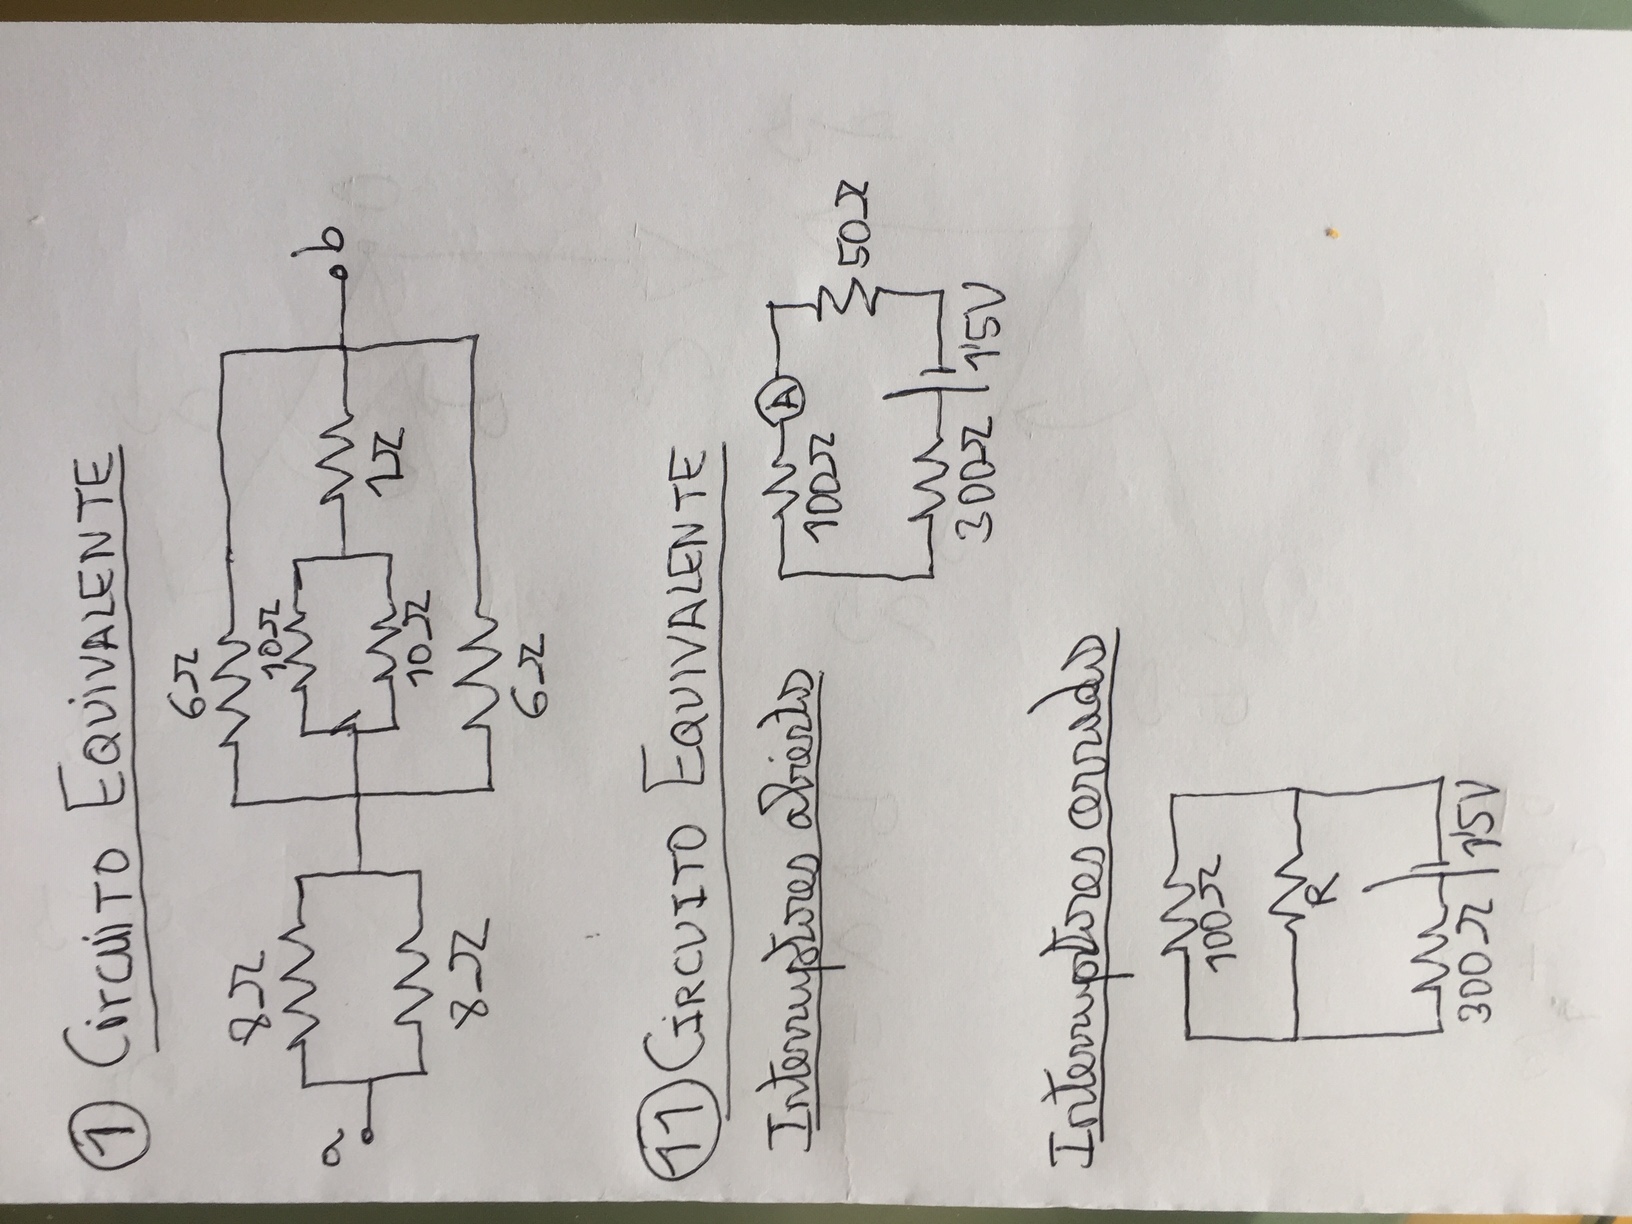 1 CIRCUITO EQUIVALENTE
6Ω
8Ω
10Ω
a
b
1Ω
10Ω
8Ω
6Ω
11 CIRCUITO EQUIVALENTE
Interruptores abiertos
A
100Ω
50Ω
300Ω 1'5V
Interruptores cerrados
100Ω
R
300Ω 1'5V